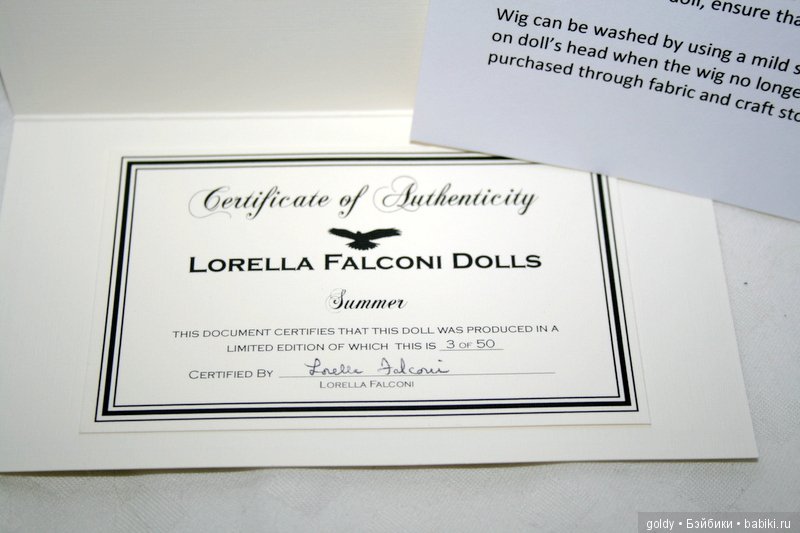 doll, ensure tha
Wig can be washed by using a mild s
on doll's head when the wig no longe
purchased through fabric and craft sto
Certificate of Authenticity
LORELLA FALCONI DOLLS
Summer
THIS DOCUMENT CERTIFIES THAT THIS DOLL WAS PRODUCED IN A
LIMITED EDITION OF WHICH THIS IS 3 OF 50
CERTIFIED BY Lorella Falconi
LORELLA FALCONI
goldy • Бэйбики • babiki.ru